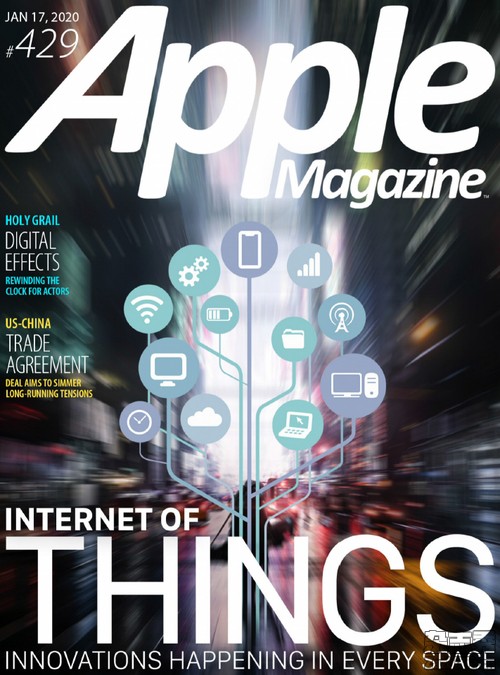 JAN 17, 2020
#429
Apple
Magazine™
HOLY GRAIL
DIGITAL
EFFECTS
REWINDING THE
CLOCK FOR ACTORS
US-CHINA
TRADE
AGREEMENT
DEAL AIMS TO SIMMER
LONG-RUNNING TENSIONS
INTERNET OF
THINGS
INNOVATIONS HAPPENING IN EVERY SPACE